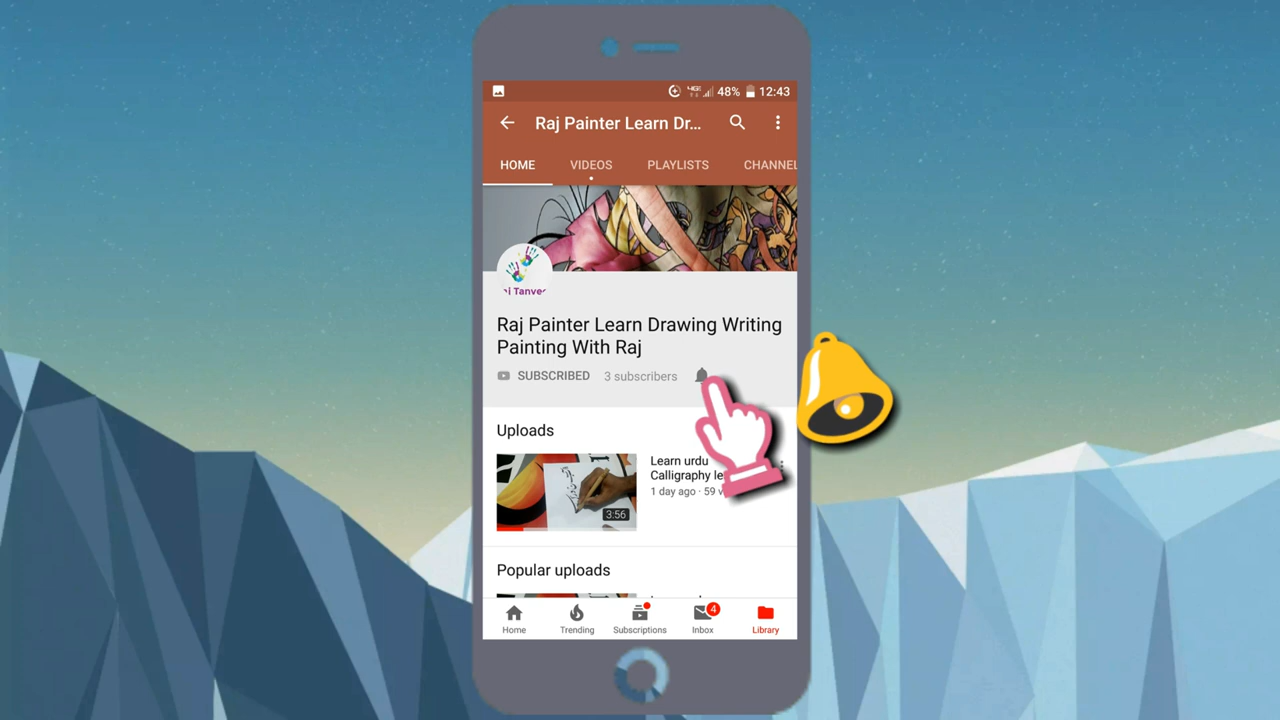 4GE 48% 12:43
Raj Painter Learn Dr...
HOME VIDEOS PLAYLISTS CHANNEL
Raj Painter Learn Drawing Writing
Painting With Raj
SUBSCRIBED 3 subscribers
Uploads
Learn urdu
Calligraphy le
1 day ago · 59 v
3:56
Popular uploads
4
Home Trending Subscriptions Inbox Library